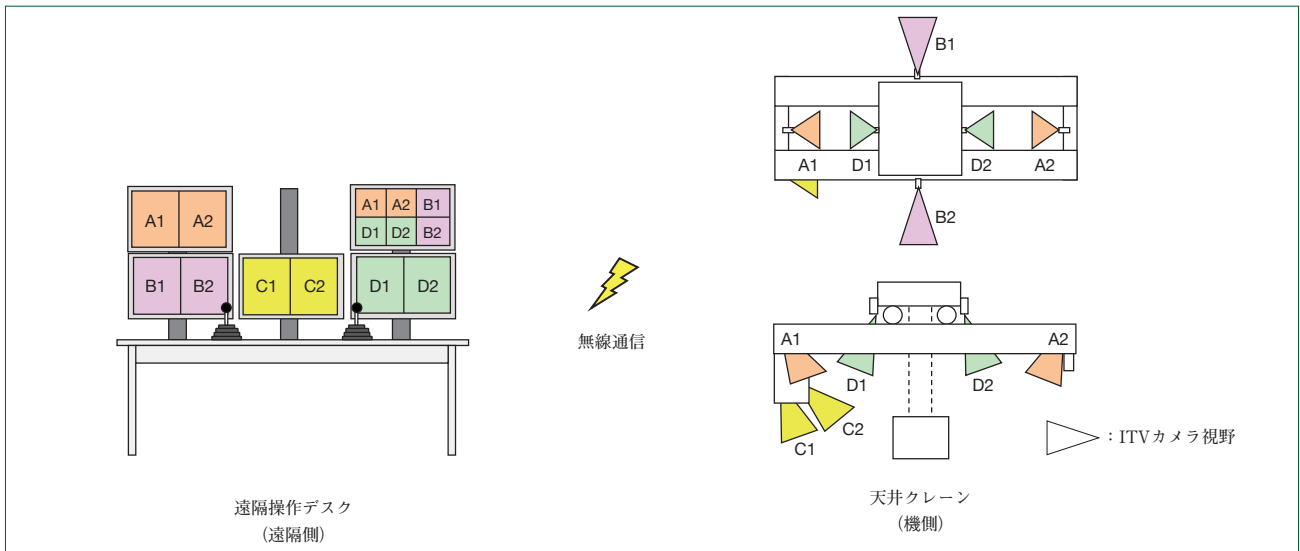 A1 A2
B1 B2
C1 C2
A1 A2 B1
D1 D2 B2
D1 D2
遠隔操作デスク
(遠隔側)
無線通信
B1
A1 D1 D2 A2
B2
A1 A2
D1 D2
C2
C1
:ITVカメラ視野
天井クレーン
(機側)